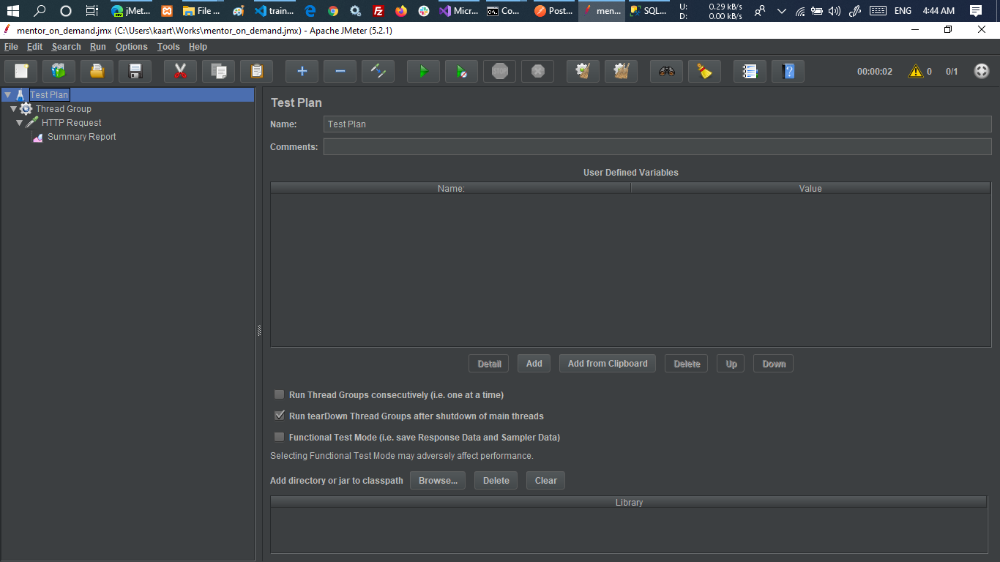 jMet... File ... train... Micr... Co... Post... men... SQL... U: 0.29 kB/s ENG 4:44 AM
D: 0.00 kB/s
mentor_on_demand.jmx (C:\Users\kaart\Works\mentor_on_demand.jmx) - Apache JMeter (5.2.1)
File Edit Search Run Options Tools Help
STOP 00:00:02 0 0/1
Test Plan
Thread Group
HTTP Request
Summary Report
Test Plan
Name: Test Plan
Comments:
User Defined Variables
Name: Value
Detail Add Add from Clipboard Delete Up Down
Run Thread Groups consecutively (i.e. one at a time)
Run tearDown Thread Groups after shutdown of main threads
Functional Test Mode (i.e. save Response Data and Sampler Data)
Selecting Functional Test Mode may adversely affect performance.
Add directory or jar to classpath Browse... Delete Clear
Library